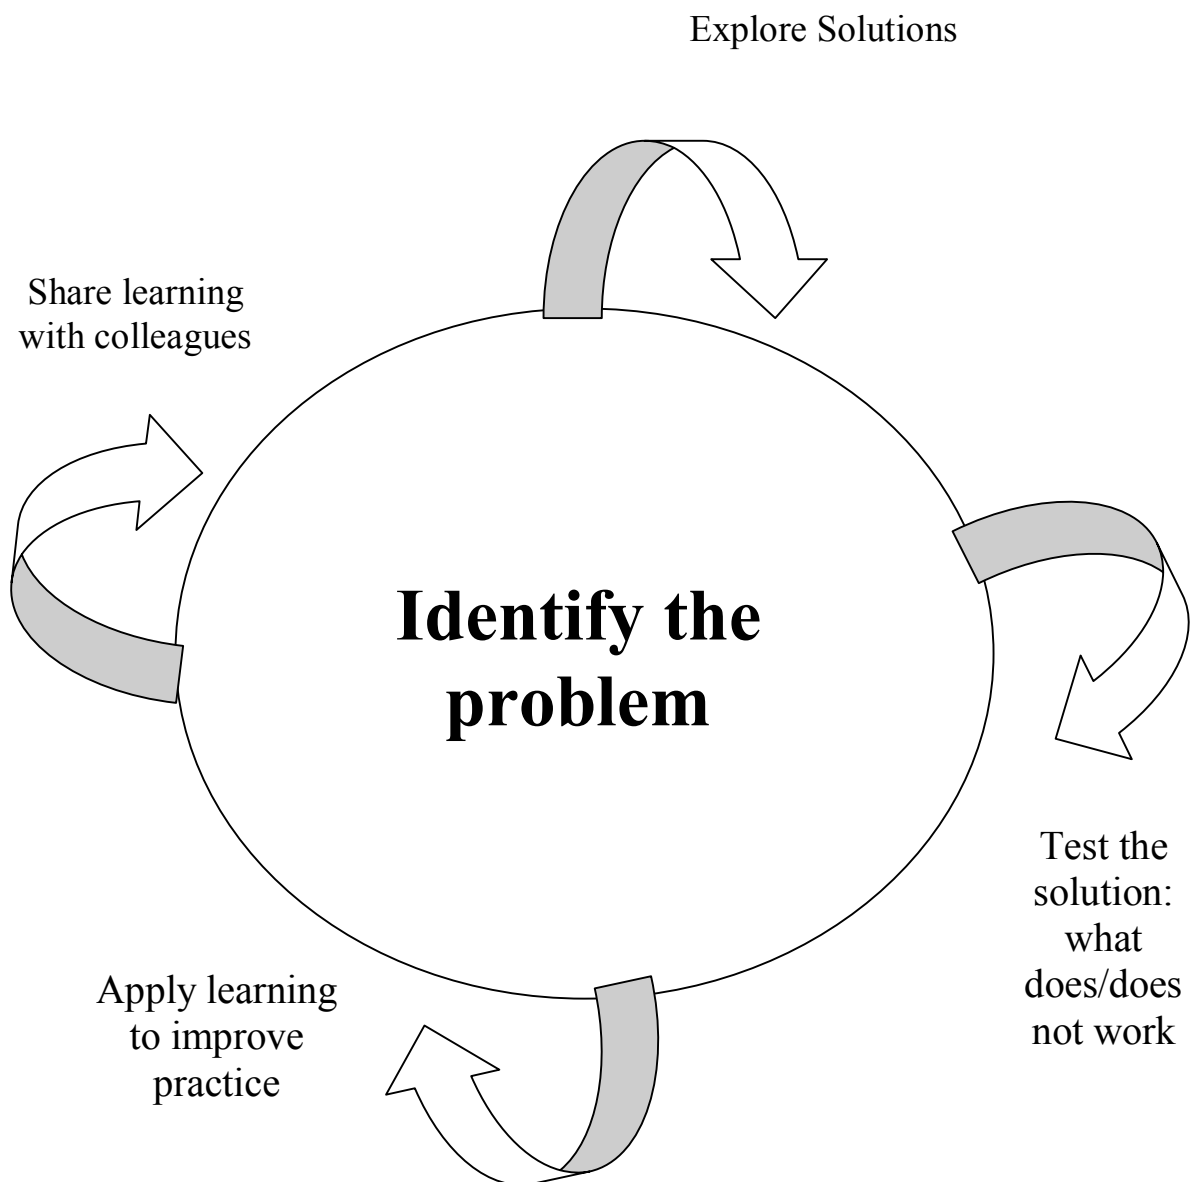 Explore Solutions
Share learning
with colleagues
Identify the
problem
Test the
solution:
what
does/does
not work
Apply learning
to improve
practice